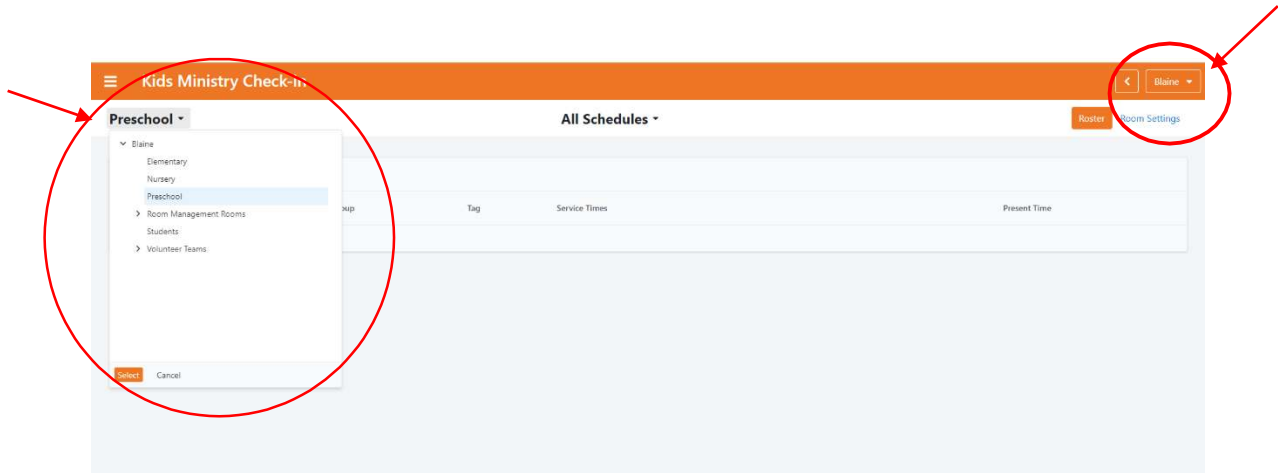 Kids Ministry Check-in
Blaine
Preschool
All Schedules
Roster
Room Settings
Blaine
Elementary
Nursery
Preschool
Room Management Rooms
Students
Volunteer Teams
Tag
Service Times
Present Time
Select
Cancel